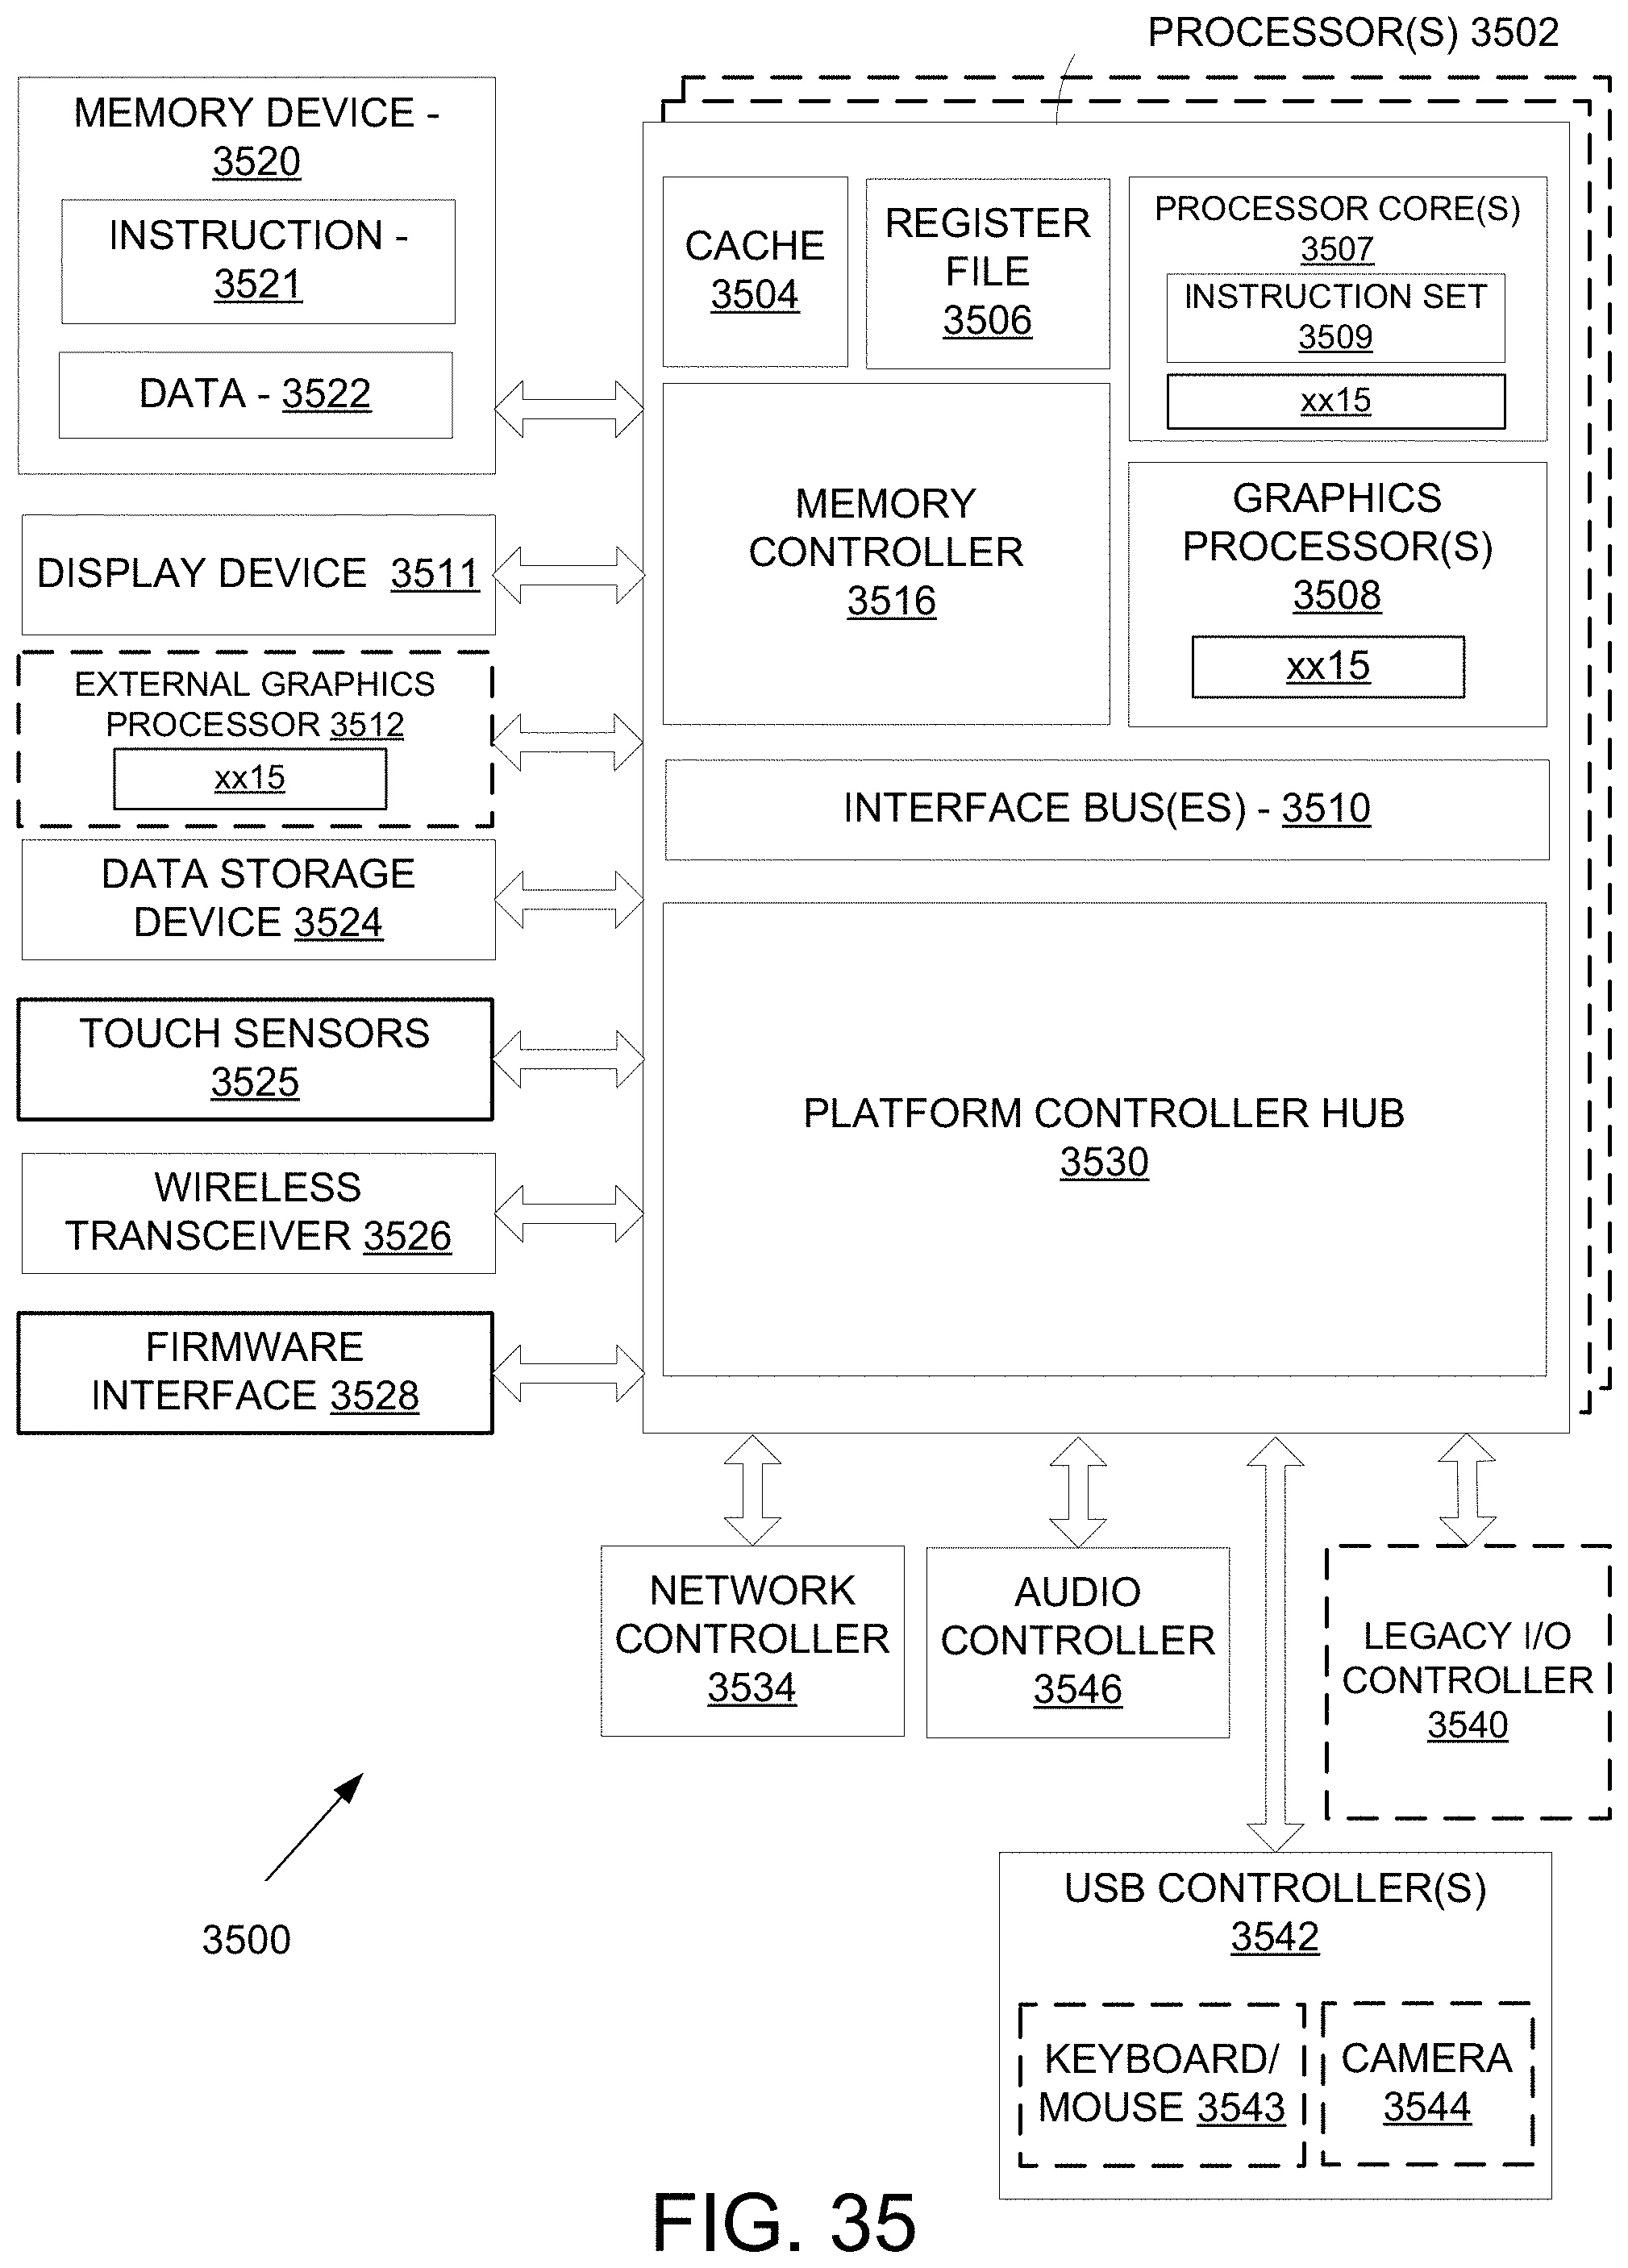 PROCESSOR(S) 3502
MEMORY DEVICE -
3520
INSTRUCTION -
3521
DATA - 3522
DISPLAY DEVICE 3511
EXTERNAL GRAPHICS
PROCESSOR 3512
xx15
DATA STORAGE
DEVICE 3524
TOUCH SENSORS
3525
WIRELESS
TRANSCEIVER 3526
FIRMWARE
INTERFACE 3528
CACHE
3504
REGISTER
FILE
3506
PROCESSOR CORE(S)
3507
INSTRUCTION SET
3509
xx15
MEMORY
CONTROLLER
3516
GRAPHICS
PROCESSOR(S)
3508
xx15
INTERFACE BUS(ES) - 3510
PLATFORM CONTROLLER HUB
3530
NETWORK
CONTROLLER
3534
AUDIO
CONTROLLER
3546
LEGACY I/O
CONTROLLER
3540
USB CONTROLLER(S)
3542
KEYBOARD/
MOUSE 3543
CAMERA
3544
3500
FIG. 35